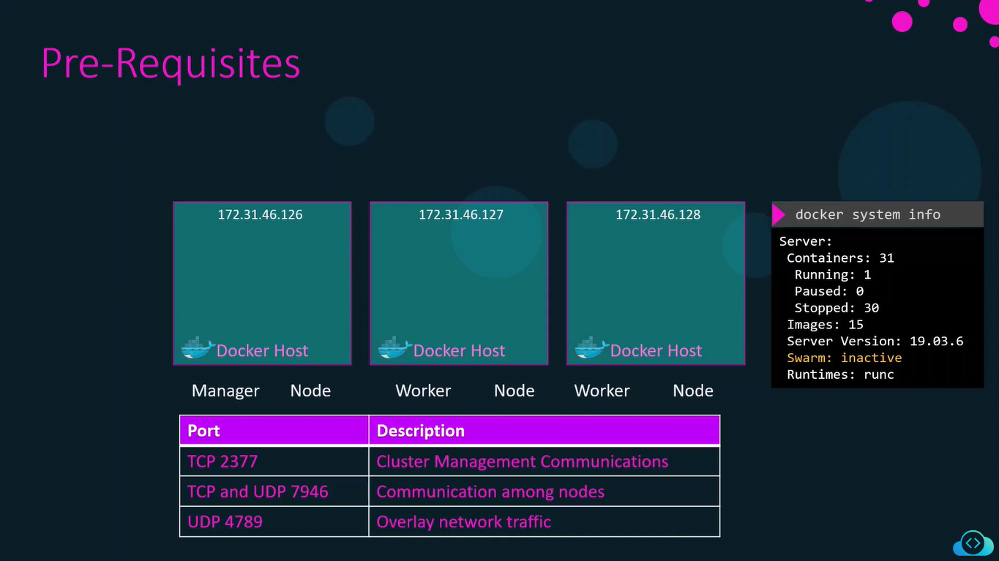 Pre-Requisites
172.31.46.126
Docker Host
Manager Node
172.31.46.127
Docker Host
Worker Node
172.31.46.128
Docker Host
Worker Node
docker system info
Server:
Containers: 31
Running: 1
Paused: 0
Stopped: 30
Images: 15
Server Version: 19.03.6
Swarm: inactive
Runtimes: runc
Port Description
TCP 2377 Cluster Management Communications
TCP and UDP 7946 Communication among nodes
UDP 4789 Overlay network traffic